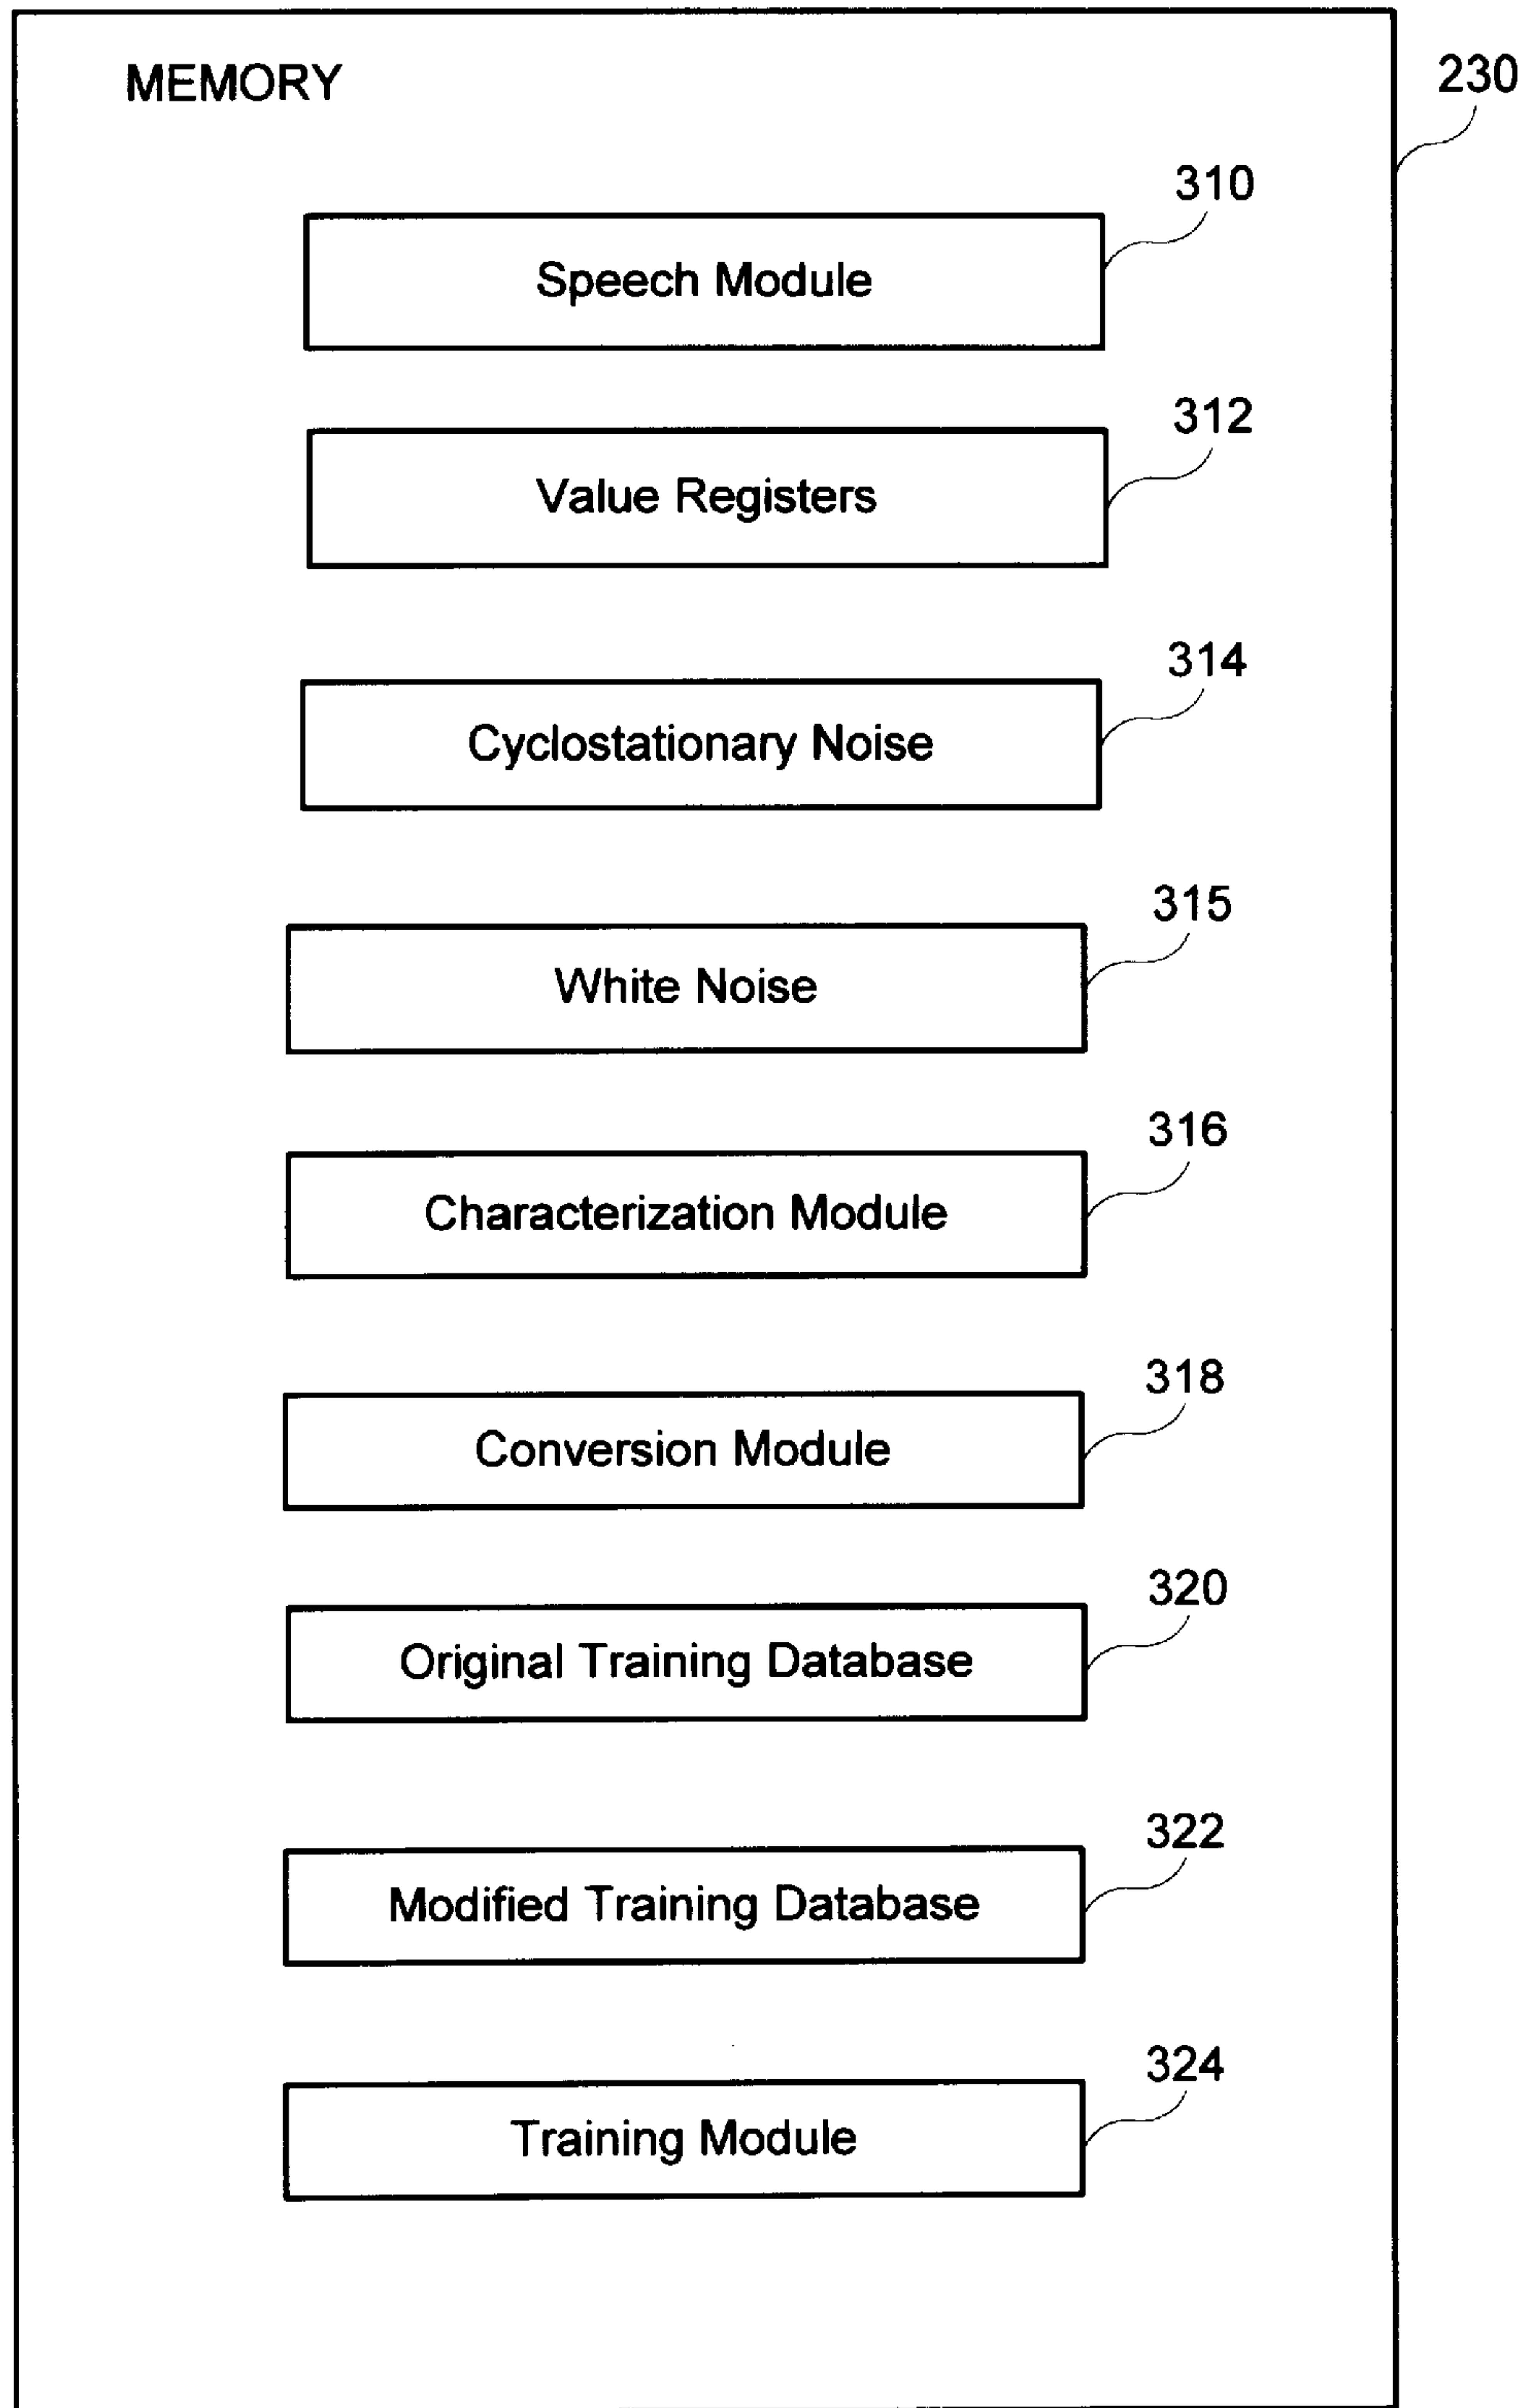 MEMORY
230
310
Speech Module
312
Value Registers
314
Cyclostationary Noise
315
White Noise
316
Characterization Module
318
Conversion Module
320
Original Training Database
322
Modified Training Database
324
Training Module